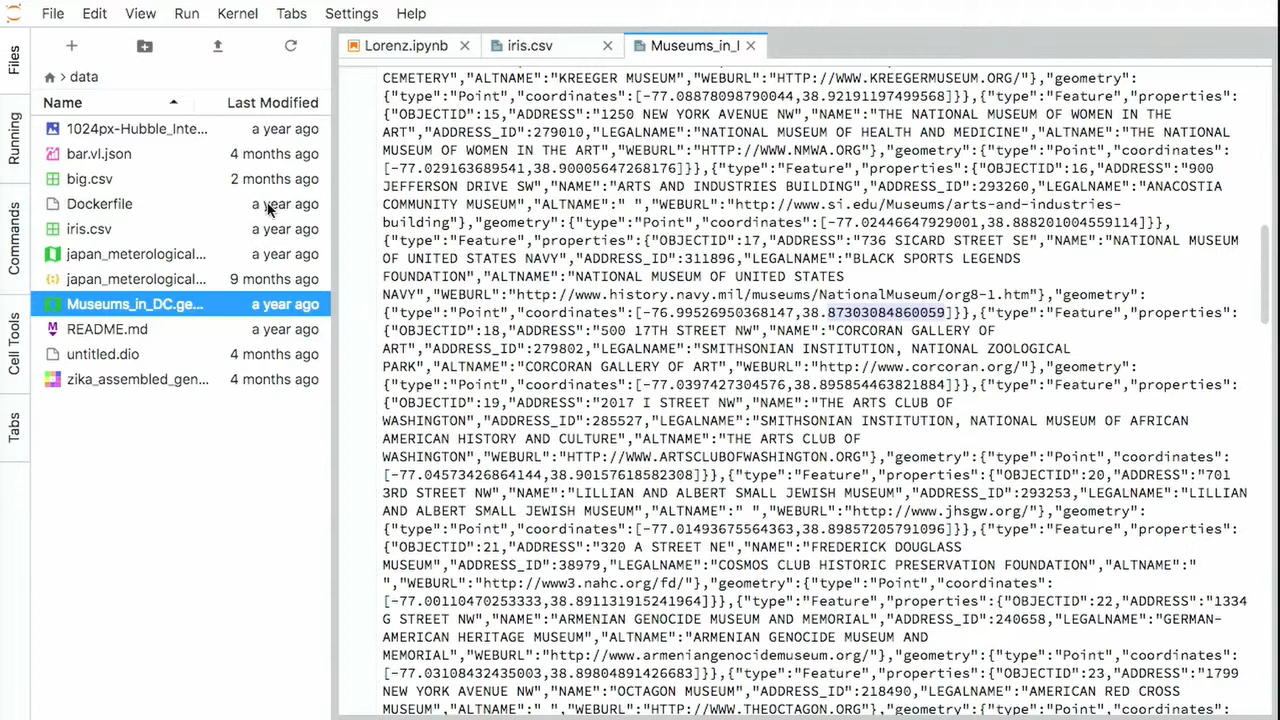 File Edit View Run Kernel Tabs Settings Help
Files
Running
Commands
Cell Tools
Tabs
data
Name Last Modified
1024px-Hubble_Inte... a year ago
bar.vl.json 4 months ago
big.csv 2 months ago
Dockerfile a year ago
iris.csv a year ago
japan_meterological... a year ago
japan_meterological... 9 months ago
Museums_in_DC.ge... a year ago
README.md a year ago
untitled.dio 4 months ago
zika_assembled_gen... 4 months ago
Lorenz.ipynb iris.csv Museums_in_I
CEMETERY","ALTNAME":"KREEGER MUSEUM","WEBURL":"HTTP://WWW.KREEGERMUSEUM.ORG/"},"geometry":
{"type":"Point","coordinates":[-77.08878098790044,38.92191197499568]}},{"type":"Feature","properties":
{"OBJECTID":15,"ADDRESS":"1250 NEW YORK AVENUE NW","NAME":"THE NATIONAL MUSEUM OF WOMEN IN THE
ART","ADDRESS_ID":279010,"LEGALNAME":"NATIONAL MUSEUM OF HEALTH AND MEDICINE","ALTNAME":"THE NATIONAL
MUSEUM OF WOMEN IN THE ART","WEBURL":"HTTP://WWW.NMWA.ORG"},"geometry":{"type":"Point","coordinates":
[-77.029163689541,38.90005647268176]}},{"type":"Feature","properties":{"OBJECTID":16,"ADDRESS":"900
JEFFERSON DRIVE SW","NAME":"ARTS AND INDUSTRIES BUILDING","ADDRESS_ID":293260,"LEGALNAME":"ANACOSTIA
COMMUNITY MUSEUM","ALTNAME":" ","WEBURL":"http://www.si.edu/Museums/arts-and-industries-
building"},"geometry":{"type":"Point","coordinates":[-77.02446647929001,38.888201004559114]}},
{"type":"Feature","properties":{"OBJECTID":17,"ADDRESS":"736 SICARD STREET SE","NAME":"NATIONAL MUSEUM
OF UNITED STATES NAVY","ADDRESS_ID":311896,"LEGALNAME":"BLACK SPORTS LEGENDS
FOUNDATION","ALTNAME":"NATIONAL MUSEUM OF UNITED STATES
NAVY","WEBURL":"http://www.history.navy.mil/museums/NationalMuseum/org8-1.htm"},"geometry":
{"type":"Point","coordinates":[-76.99526950368147,38.87303084860059]}},{"type":"Feature","properties":
{"OBJECTID":18,"ADDRESS":"500 17TH STREET NW","NAME":"CORCORAN GALLERY OF
ART","ADDRESS_ID":279802,"LEGALNAME":"SMITHSONIAN INSTITUTION, NATIONAL ZOOLOGICAL
PARK","ALTNAME":"CORCORAN GALLERY OF ART","WEBURL":"http://www.corcoran.org/"},"geometry":
{"type":"Point","coordinates":[-77.0397427304576,38.895854463821884]}},{"type":"Feature","properties":
{"OBJECTID":19,"ADDRESS":"2017 I STREET NW","NAME":"THE ARTS CLUB OF
WASHINGTON","ADDRESS_ID":285527,"LEGALNAME":"SMITHSONIAN INSTITUTION, NATIONAL MUSEUM OF AFRICAN
AMERICAN HISTORY AND CULTURE","ALTNAME":"THE ARTS CLUB OF
WASHINGTON","WEBURL":"HTTP://WWW.ARTSCLUBOFWASHINGTON.ORG"},"geometry":{"type":"Point","coordinates":
[-77.04573426864144,38.90157618582308]}},{"type":"Feature","properties":{"OBJECTID":20,"ADDRESS":"701
3RD STREET NW","NAME":"LILLIAN AND ALBERT SMALL JEWISH MUSEUM","ADDRESS_ID":293253,"LEGALNAME":"LILLIAN
AND ALBERT SMALL JEWISH MUSEUM","ALTNAME":" ","WEBURL":"http://www.jhsgw.org/"},"geometry":
{"type":"Point","coordinates":[-77.01493675564363,38.89857205791096]}},{"type":"Feature","properties":
{"OBJECTID":21,"ADDRESS":"320 A STREET NE","NAME":"FREDERICK DOUGLASS
MUSEUM","ADDRESS_ID":38979,"LEGALNAME":"COSMOS CLUB HISTORIC PRESERVATION FOUNDATION","ALTNAME":"
","WEBURL":"http://www3.nahc.org/fd/"},"geometry":{"type":"Point","coordinates":
[-77.00110470253333,38.891131915241964]}},{"type":"Feature","properties":{"OBJECTID":22,"ADDRESS":"1334
G STREET NW","NAME":"ARMENIAN GENOCIDE MUSEUM AND MEMORIAL","ADDRESS_ID":240658,"LEGALNAME":"GERMAN-
AMERICAN HERITAGE MUSEUM","ALTNAME":"ARMENIAN GENOCIDE MUSEUM AND
MEMORIAL","WEBURL":"http://www.armeniangenocidemuseum.org/"},"geometry":{"type":"Point","coordinates":
[-77.03108432435003,38.89804891426683]}},{"type":"Feature","properties":{"OBJECTID":23,"ADDRESS":"1799
NEW YORK AVENUE NW","NAME":"OCTAGON MUSEUM","ADDRESS_ID":218490,"LEGALNAME":"AMERICAN RED CROSS
MUSEUM","ALTNAME":" ","WEBURL":"HTTP://WWW.THEOCTAGON.ORG"},"geometry":{"type":"Point","coordinates":